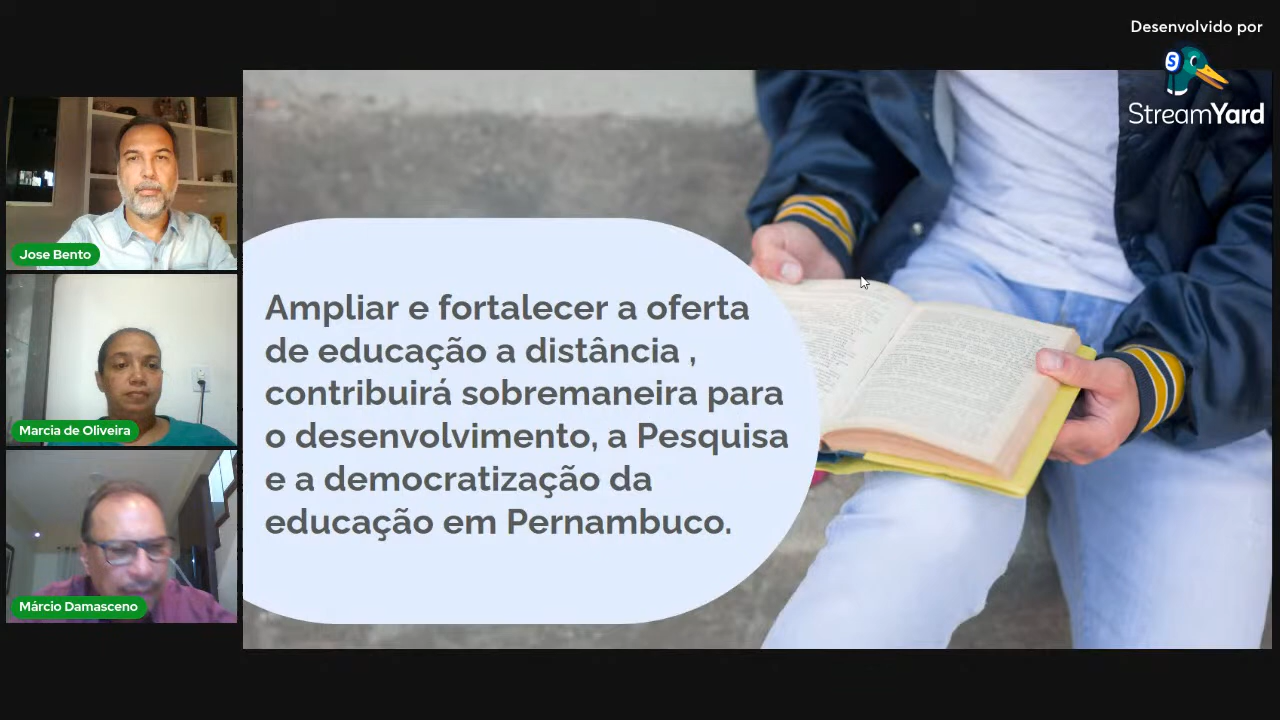 Desenvolvido por
StreamYard
Jose Bento
Marcia de Oliveira
Márcio Damasceno
Ampliar e fortalecer a oferta
de educação a distância ,
contribuirá sobremaneira para
o desenvolvimento, a Pesquisa
e a democratização da
educação em Pernambuco.